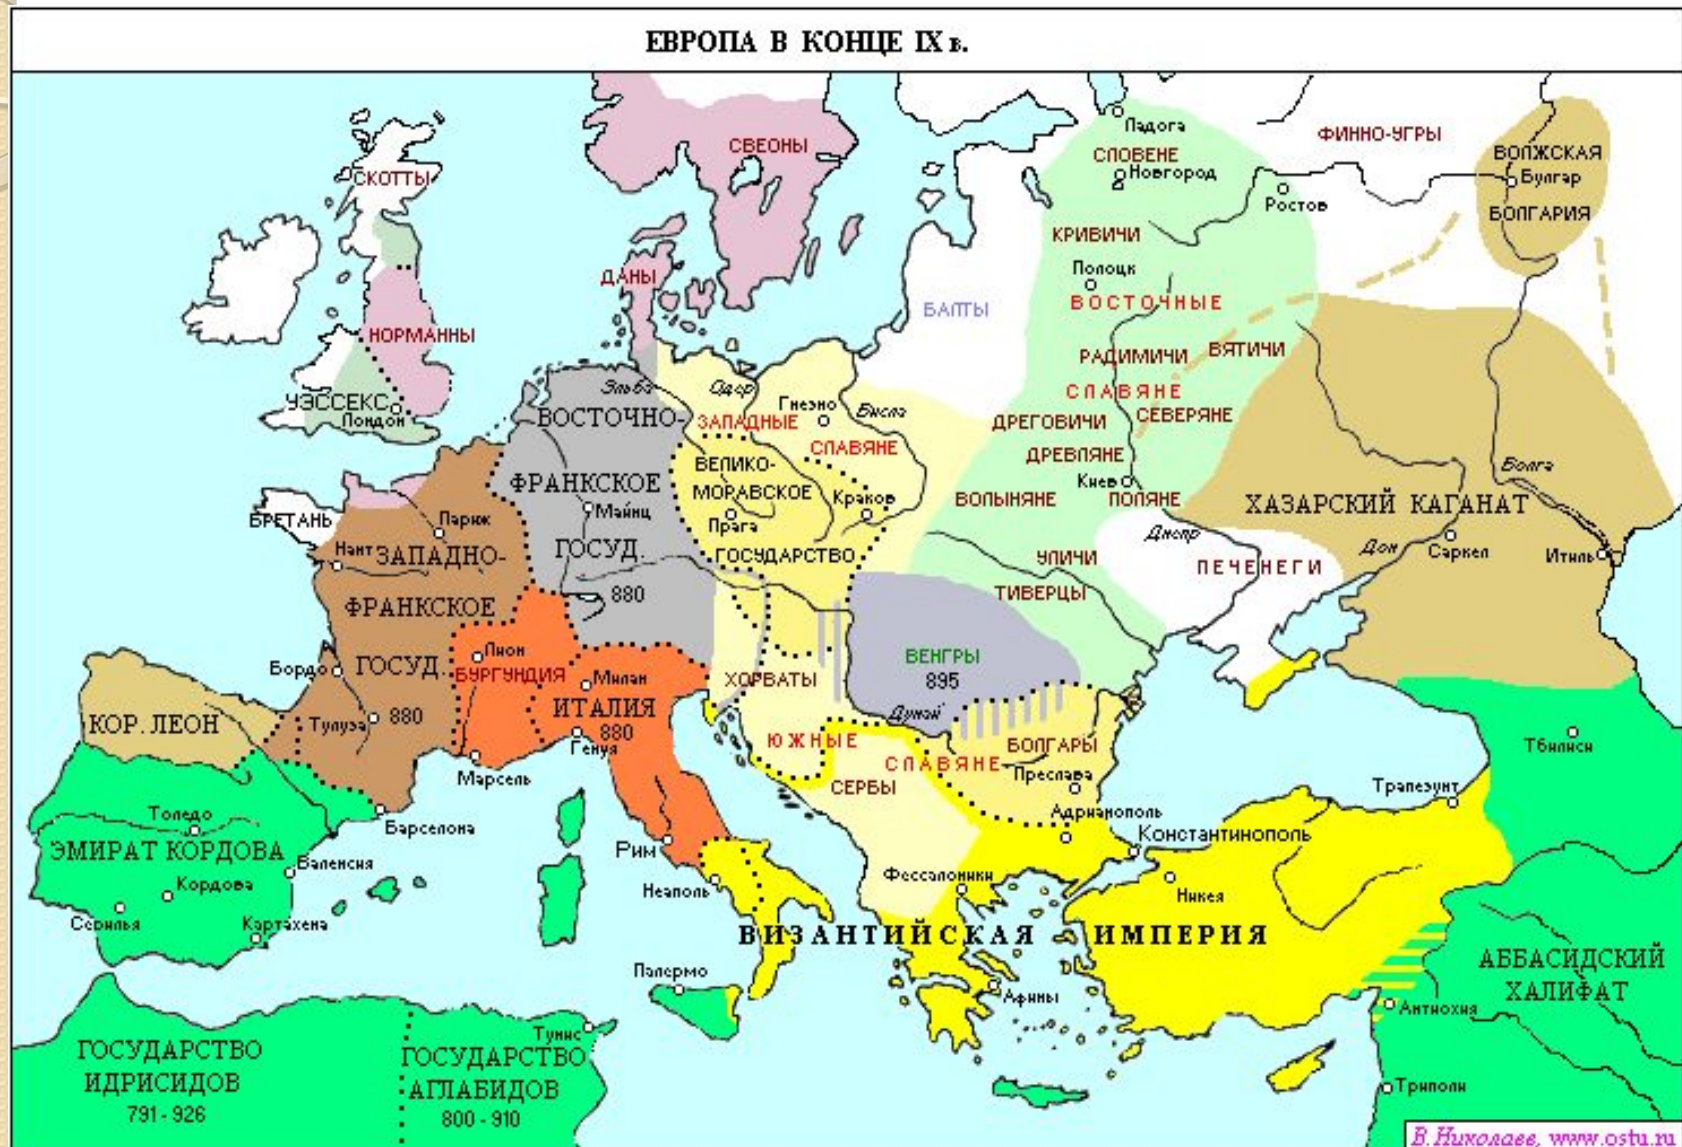 ЕВРОПА В КОНЦЕ IX в.
Ладога
СЛОВЕНЕ
Новгород
ФИННО-УГРЫ
ВОЛЖСКАЯ
Булгар
БОЛГАРИЯ
Ростов
СВЕОНЫ
СКОТТЫ
КРИВИЧИ
Полоцк
ВОСТОЧНЫЕ
ДАНЫ
БАЛТЫ
НОРМАННЫ
РАДИМИЧИ
ВЯТИЧИ
СЛАВЯНЕ
СЕВЕРЯНЕ
ДРЕГОВИЧИ
ДРЕВЛЯНЕ
Киев
ПОЛЯНЕ
ВОЛЫНЯНЕ
УЭССЕКС
Лондон
Эльба
Одер
Гнезно
Висла
ВОСТОЧНО-
ФРАНКСКОЕ
Майнц
ГОСУД.
880
ЗАПАДНЫЕ
СЛАВЯНЕ
ВЕЛИКО-
МОРАВСКОЕ
Краков
Прага
ГОСУДАРСТВО
ХАЗАРСКИЙ КАГАНАТ
Волга
Днепр
Дон
Саркел
Итиль
ПЕЧЕНЕГИ
УЛИЧИ
ТИВЕРЦЫ
БРЕТАНЬ
Париж
Нант
ЗАПАДНО-
ФРАНКСКОЕ
ГОСУД.
Бордо
Тулуза
880
Лион
БУРГУНДИЯ
Милан
ИТАЛИЯ
880
Генуя
Марсель
ХОРВАТЫ
ВЕНГРЫ
895
Дунай
ЮЖНЫЕ
СЛАВЯНЕ
БОЛГАРЫ
Преслава
СЕРБЫ
Адрианополь
Константинополь
Трапезунт
Тбилиси
КОР. ЛЕОН
Толедо
Барселона
ЭМИРАТ КОРДОВА
Валенсия
Кордова
Севилья
Картахена
Рим
Неаполь
Фессалоники
Никея
ВИЗАНТИЙСКАЯ ИМПЕРИЯ
Палермо
Афины
АББАСИДСКИЙ
ХАЛИФАТ
Антиохия
Триполи
Тунис
ГОСУДАРСТВО
ИДРИСИДОВ
791 - 926
ГОСУДАРСТВО
АГЛАБИДОВ
800 - 910
В.Николаев, www.ostu.ru